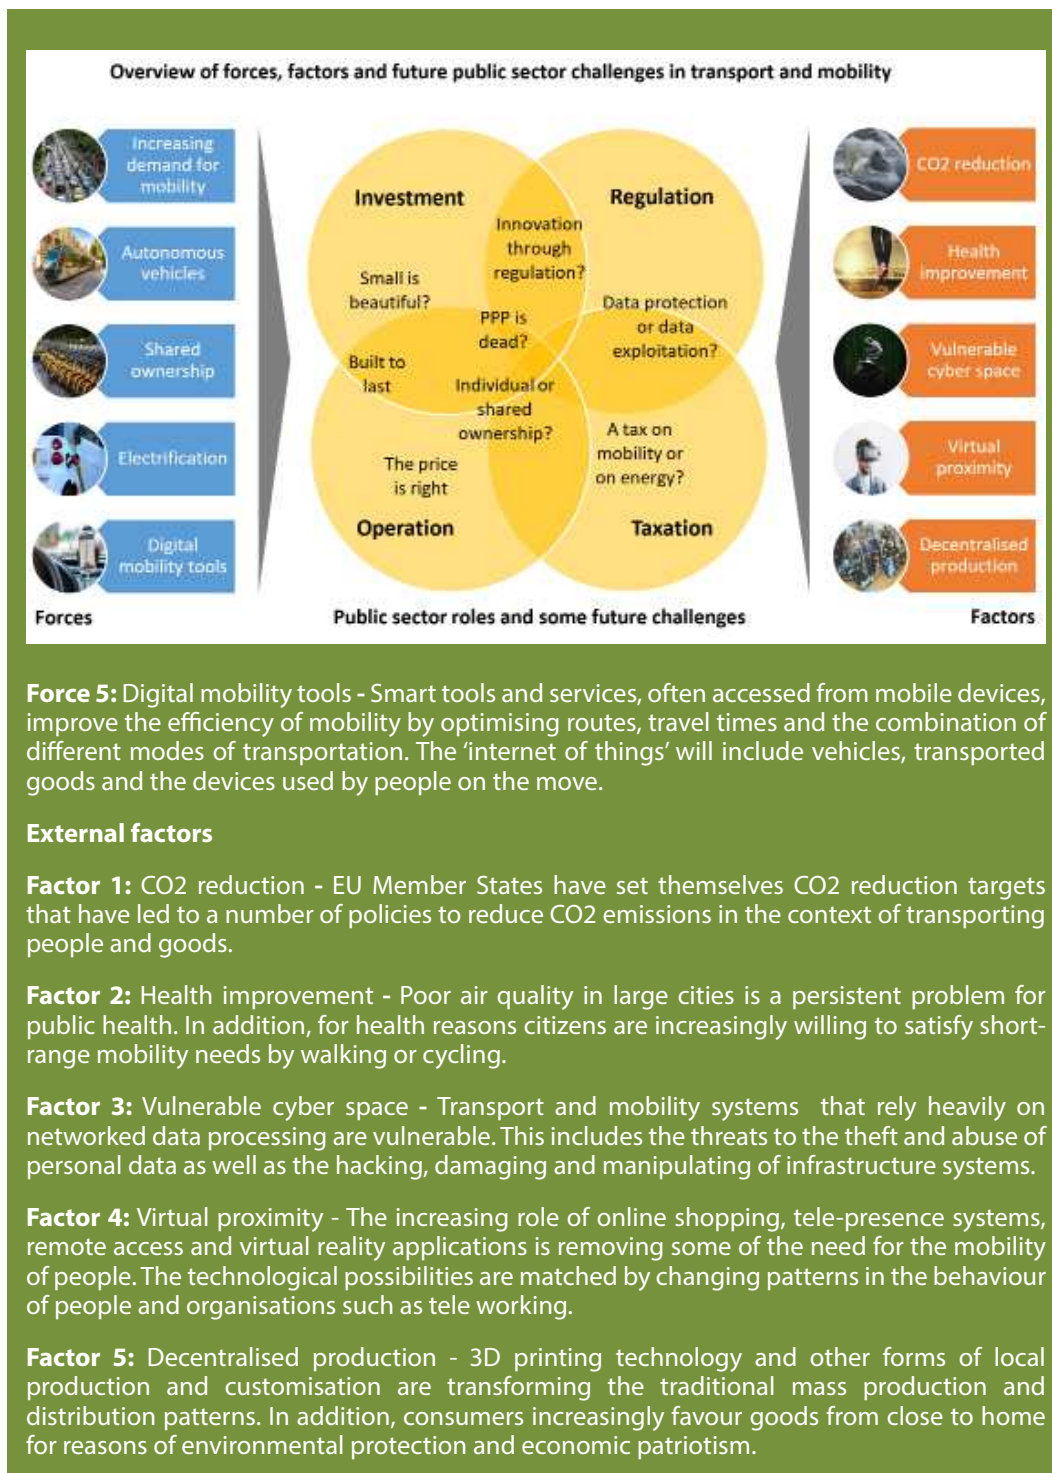 Overview of forces, factors and future public sector challenges in transport and mobility
Increasing
demand for
mobility
Autonomous
vehicles
Shared
ownership
Electrification
Digital
mobility tools
Forces
Investment
Regulation
Innovation
through
regulation?
Small is
beautiful?
PPP is
dead?
Data protection
or data
exploitation?
Built to
last
Individual or
shared
ownership?
A tax on
mobility or
on energy?
The price
is right
Operation
Taxation
Public sector roles and some future challenges
CO2 reduction
Health
improvement
Vulnerable
cyber space
Virtual
proximity
Decentralised
production
Factors
Force 5: Digital mobility tools - Smart tools and services, often accessed from mobile devices,
improve the efficiency of mobility by optimising routes, travel times and the combination of
different modes of transportation. The ‘internet of things’ will include vehicles, transported
goods and the devices used by people on the move.
External factors
Factor 1: CO2 reduction - EU Member States have set themselves CO2 reduction targets
that have led to a number of policies to reduce CO2 emissions in the context of transporting
people and goods.
Factor 2: Health improvement - Poor air quality in large cities is a persistent problem for
public health. In addition, for health reasons citizens are increasingly willing to satisfy short-
range mobility needs by walking or cycling.
Factor 3: Vulnerable cyber space - Transport and mobility systems that rely heavily on
networked data processing are vulnerable. This includes the threats to the theft and abuse of
personal data as well as the hacking, damaging and manipulating of infrastructure systems.
Factor 4: Virtual proximity - The increasing role of online shopping, tele-presence systems,
remote access and virtual reality applications is removing some of the need for the mobility
of people. The technological possibilities are matched by changing patterns in the behaviour
of people and organisations such as tele working.
Factor 5: Decentralised production - 3D printing technology and other forms of local
production and customisation are transforming the traditional mass production and
distribution patterns. In addition, consumers increasingly favour goods from close to home
for reasons of environmental protection and economic patriotism.